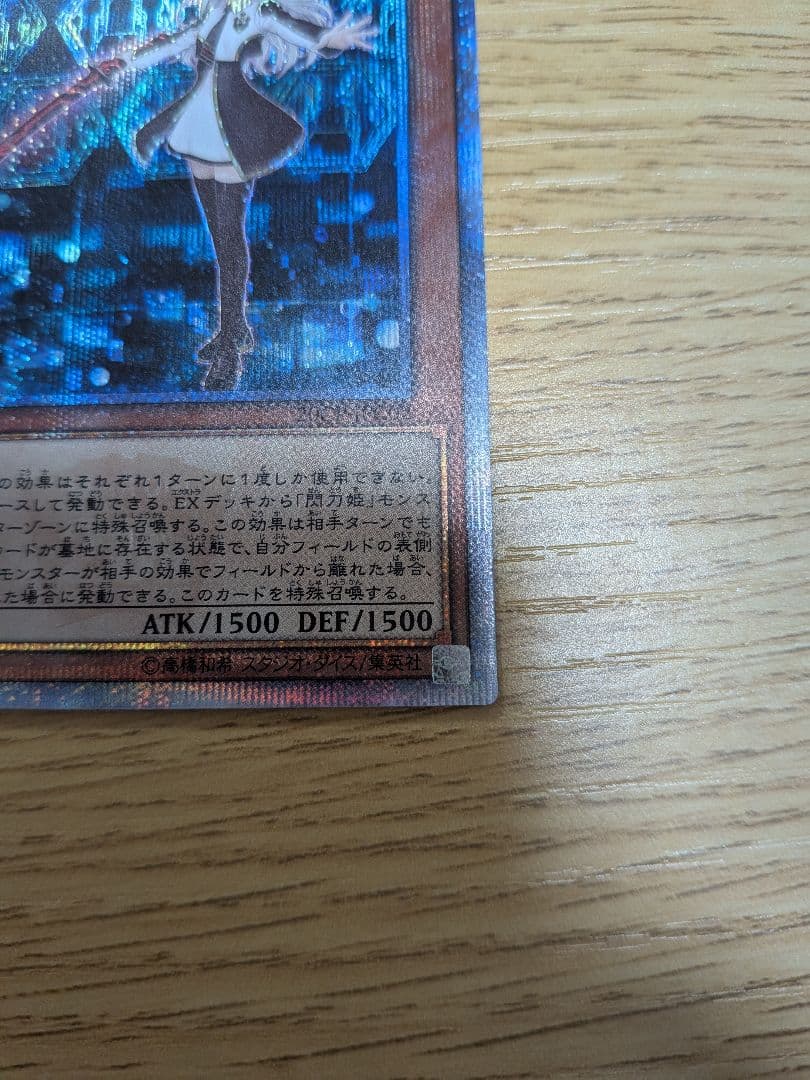 の効果はそれぞれ1ターンに1度しか使用できない。
ースして発動できる。EXデッキから「閃刀姫」モンス
ターゾーンに特殊召喚する。この効果は相手ターンでも
カードが墓地に存在する状態で、自分フィールドの表側
モンスターが相手の効果でフィールドから離れた場合、
た場合に発動できる。このカードを特殊召喚する。
ATK/1500 DEF/1500
©高橋和希 スタジオ・ダイス/集英社